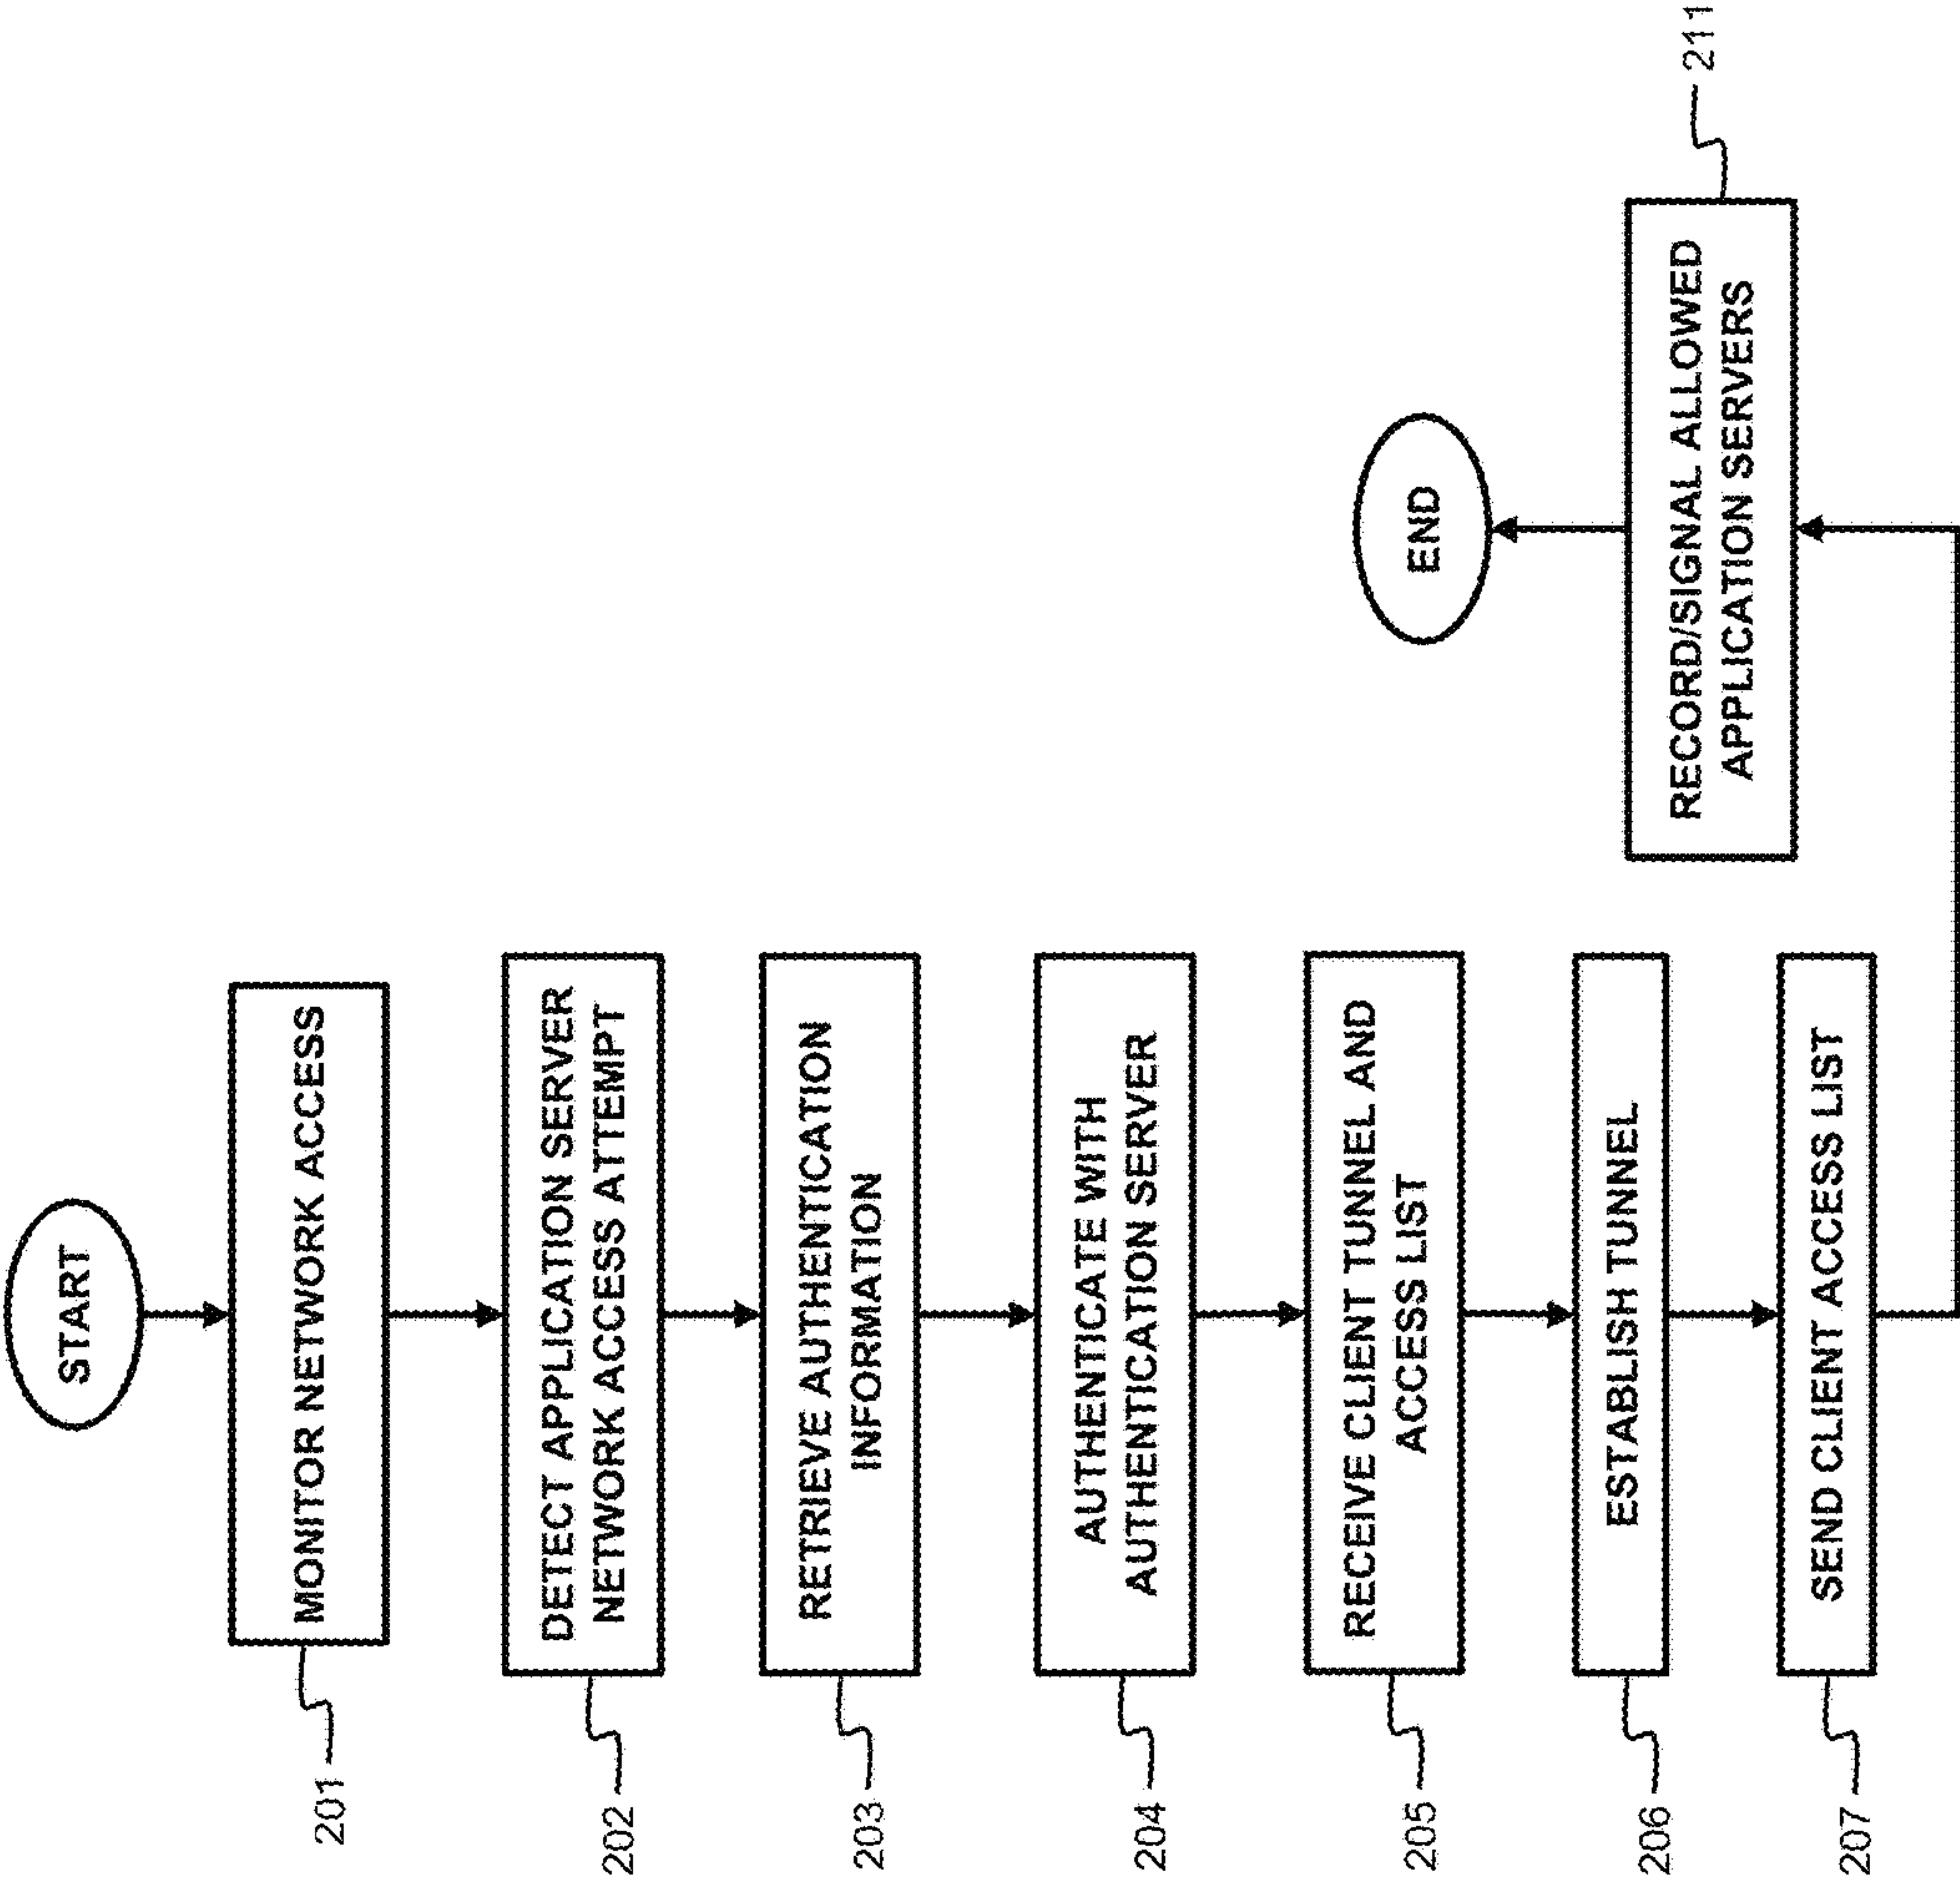 START
201
MONITOR NETWORK ACCESS
202
DETECT APPLICATION SERVER
NETWORK ACCESS ATTEMPT
203
RETRIEVE AUTHENTICATION
INFORMATION
204
AUTHENTICATE WITH
AUTHENTICATION SERVER
205
RECEIVE CLIENT TUNNEL AND
ACCESS LIST
206
ESTABLISH TUNNEL
207
SEND CLIENT ACCESS LIST
RECORD/SIGNAL ALLOWED
APPLICATION SERVERS
211
END